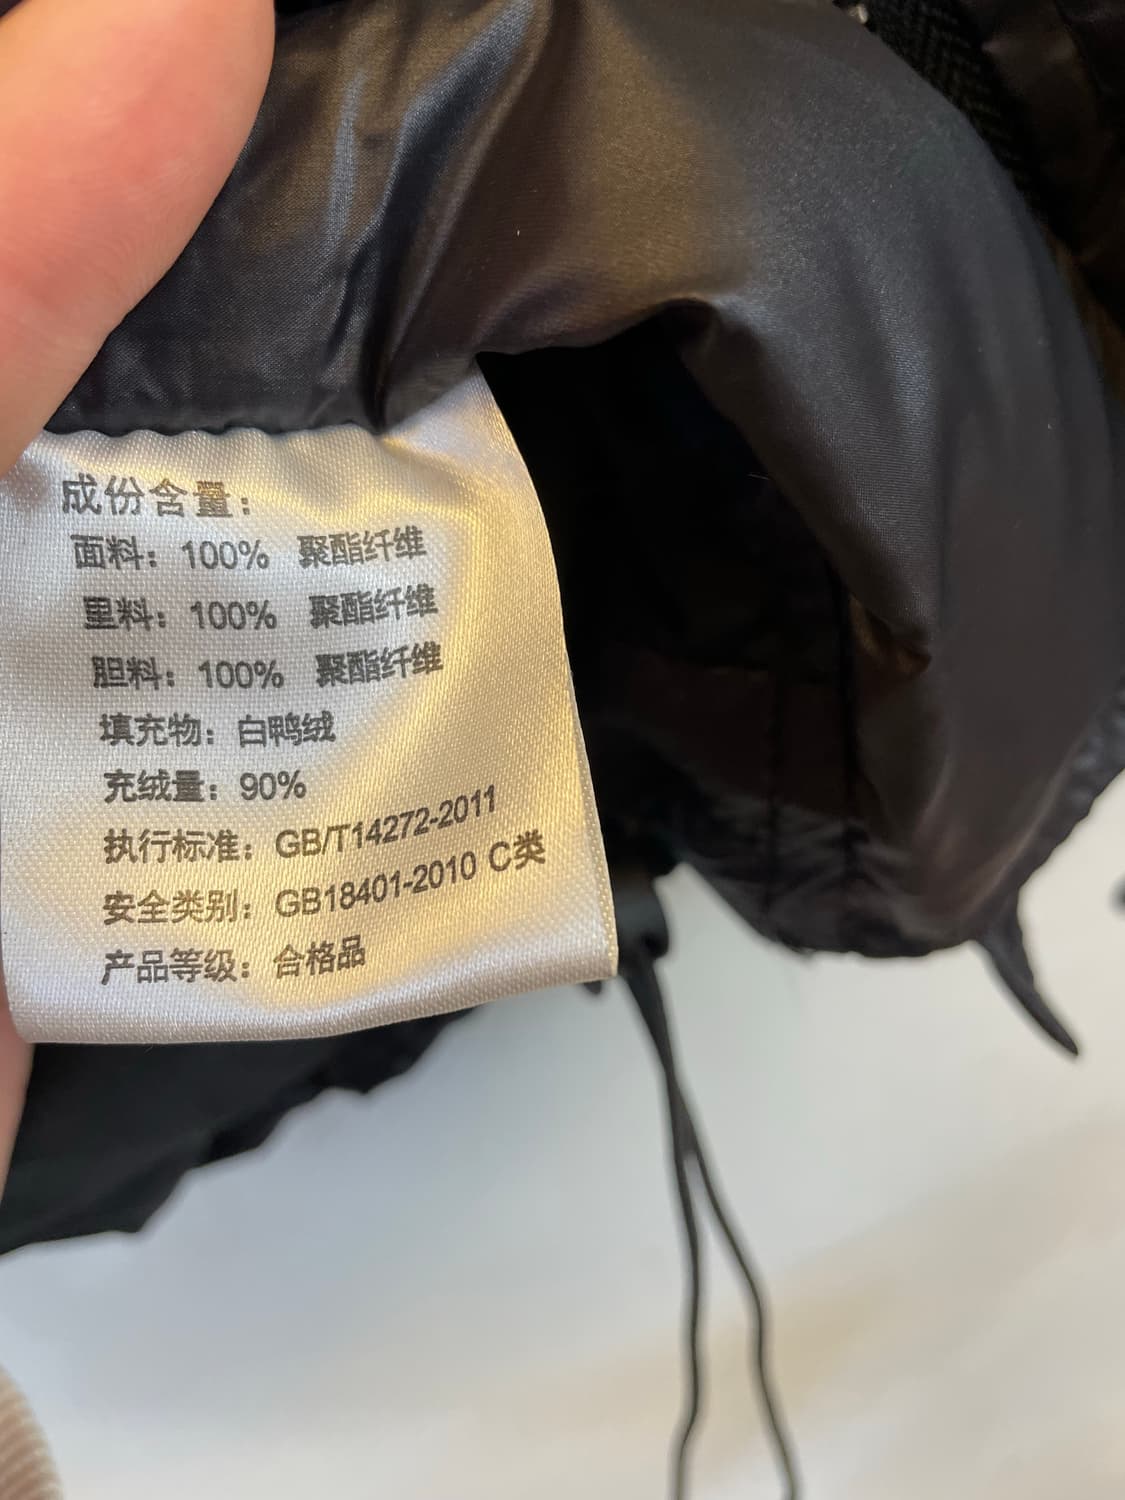 成份含量：
面料：100% 聚酯纤维
里料：100% 聚酯纤维
胆料：100% 聚酯纤维
填充物：白鸭绒
充绒量：90%
执行标准：GB/T14272-2011
安全类别：GB18401-2010 C类
产品等级：合格品